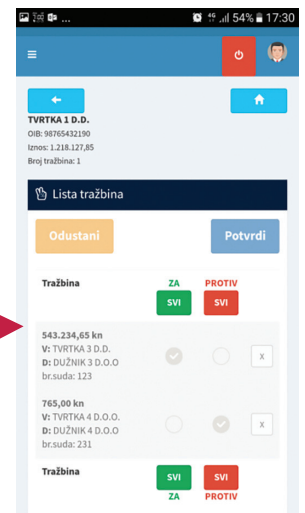 54% 17:30
TVRTKA 1 D.D.
OIB: 98765432190
Iznos: 1.218.127,85
Broj tražbina: 1
Lista tražbina
Odustani Potvrdi
Tražbina ZA PROTIV
SVI SVI
543.234,65 kn
V: TVRTKA 3 D.D.
D: DUŽNIK 3 D.O.O
br.suda: 123
X
765,00 kn
V: TVRTKA 4 D.O.O.
D: DUŽNIK 4 D.O.O
br.suda: 231
X
Tražbina SVI SVI
ZA PROTIV